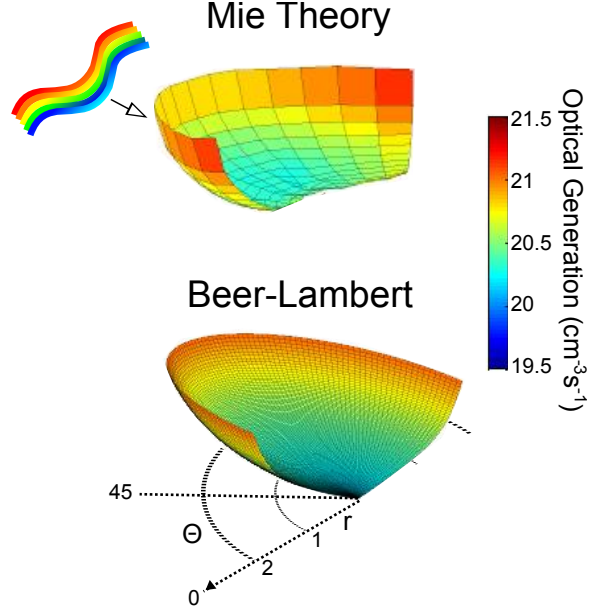 Mie Theory
21.5
21
20.5
20
19.5
Optical Generation (cm⁻³s⁻¹)
Beer-Lambert
45
Θ
r
1
2
0